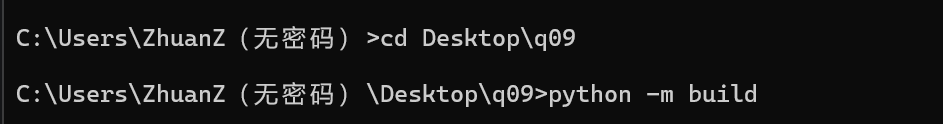 C:\Users\ZhuanZ（无密码）>cd Desktop\q09
C:\Users\ZhuanZ（无密码）\Desktop\q09>python -m build